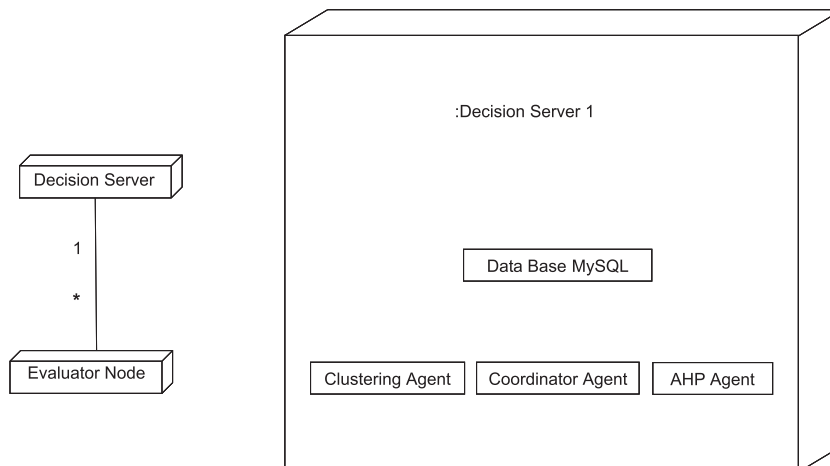 Decision Server
1
*
Evaluator Node
:Decision Server 1
Data Base MySQL
Clustering Agent
Coordinator Agent
AHP Agent